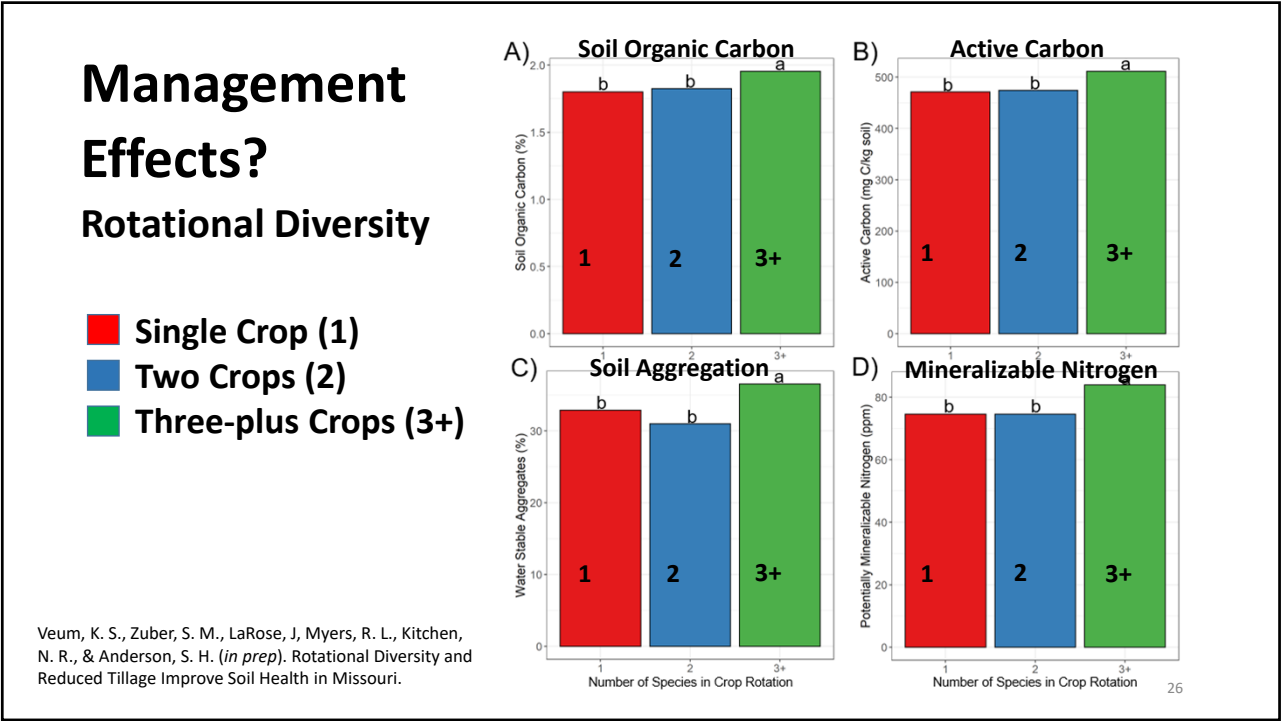 Management
Effects?
Rotational Diversity
Single Crop (1)
Two Crops (2)
Three-plus Crops (3+)
Veum, K. S., Zuber, S. M., LaRose, J, Myers, R. L., Kitchen,
N. R., & Anderson, S. H. (in prep). Rotational Diversity and
Reduced Tillage Improve Soil Health in Missouri.
A) Soil Organic Carbon
Soil Organic Carbon (%)
2.0
1.5
1.0
0.5
0.0
b b a
1 2 3+
1 2 3+
B) Active Carbon
Active Carbon (mg C/kg soil)
500
400
300
200
100
0
b b a
1 2 3+
1 2 3+
C) Soil Aggregation
Water Stable Aggregates (%)
30
20
10
0
b b a
1 2 3+
1 2 3+
Number of Species in Crop Rotation
D) Mineralizable Nitrogen
Potentially Mineralizable Nitrogen (ppm)
80
60
40
20
0
b b a
1 2 3+
1 2 3+
Number of Species in Crop Rotation
26